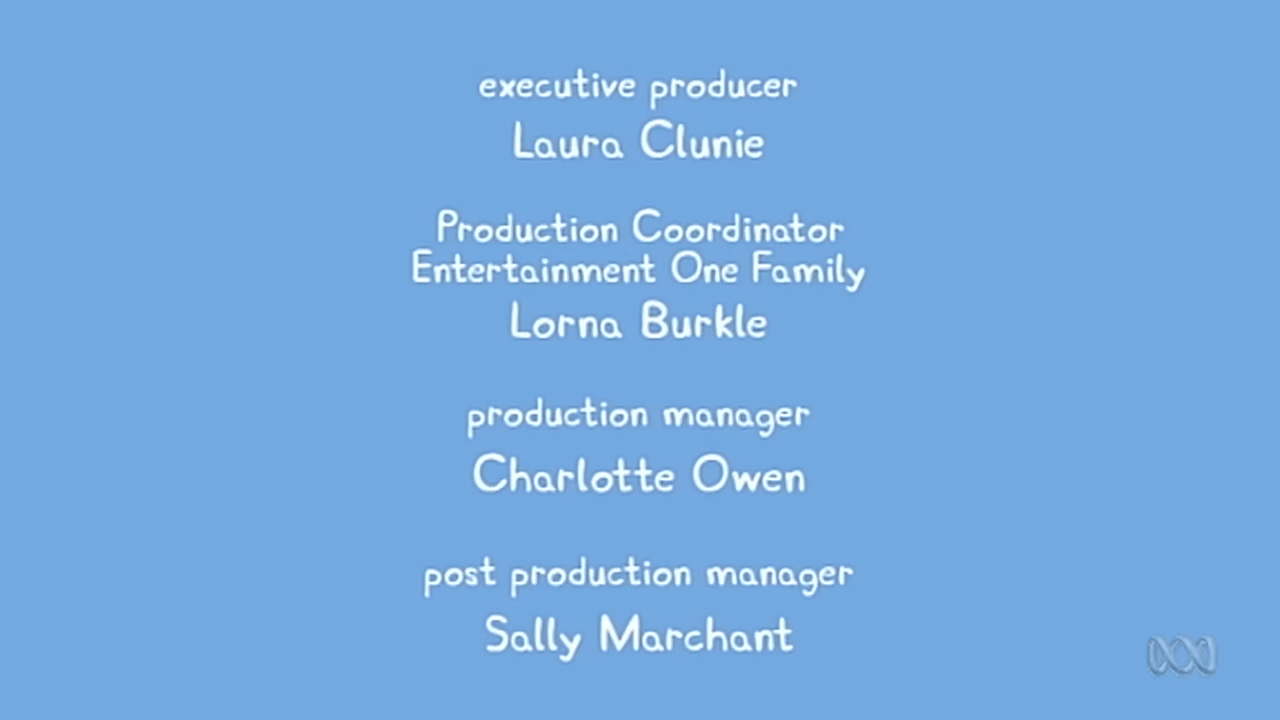 executive producer
Laura Clunie
Production Coordinator
Entertainment One Family
Lorna Burkle
production manager
Charlotte Owen
post production manager
Sally Marchant